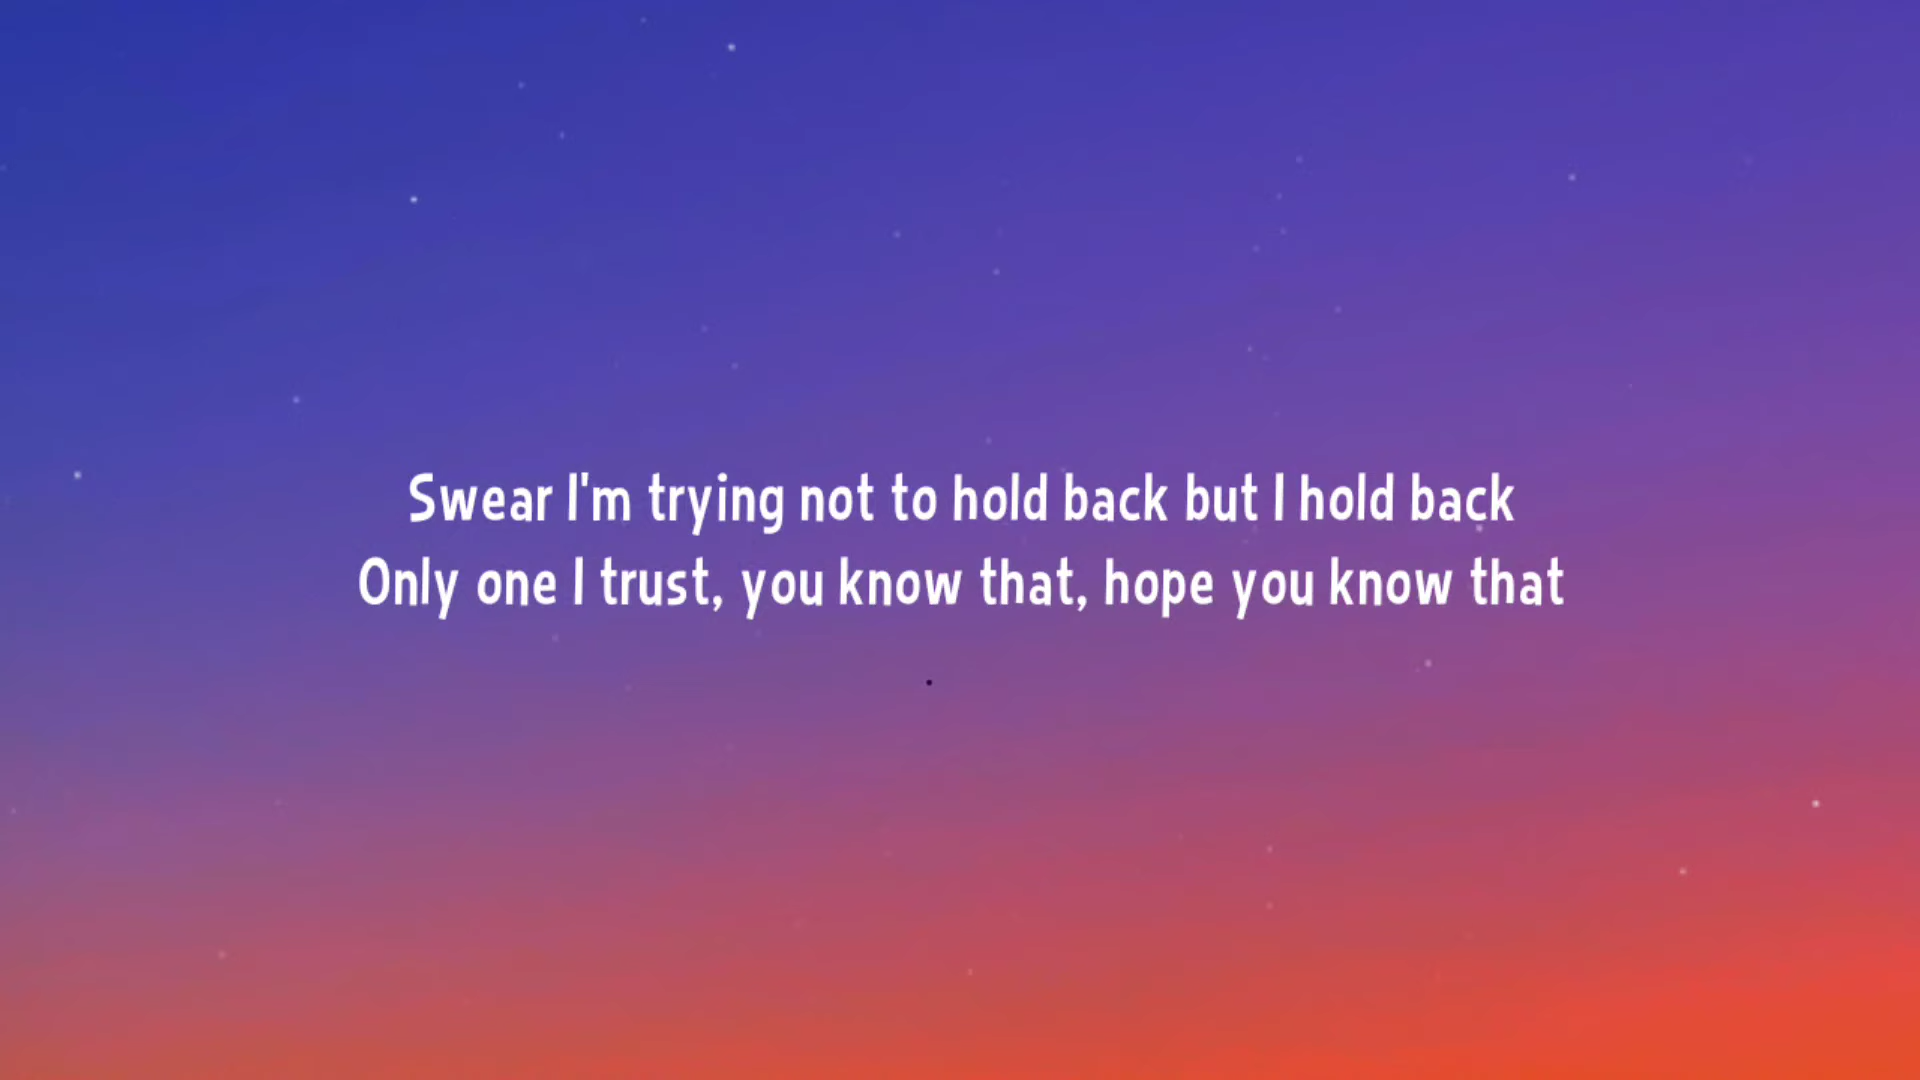 Swear I'm trying not to hold back but I hold back
Only one I trust, you know that, hope you know that